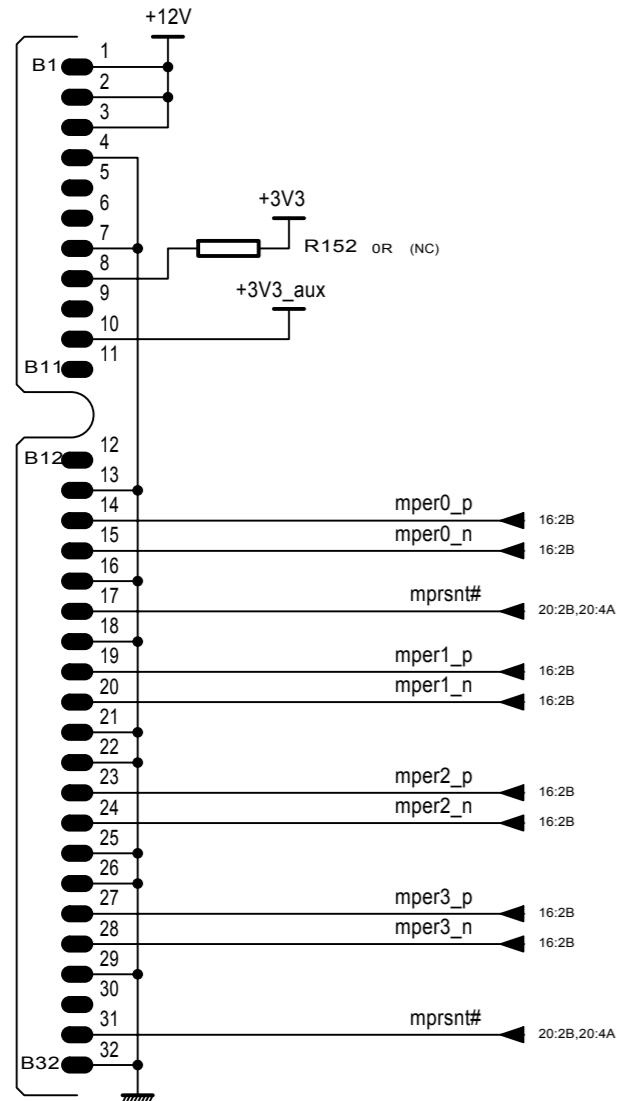 +12V
B1 1
2
3
4
5
6
+3V3
7
R152 0R (NC)
8
+3V3_aux
9
10
B11 11
B12 12
13
14 mper0_p 16:2B
15 mper0_n 16:2B
16
17 mprsnt# 20:2B,20:4A
18
19 mper1_p 16:2B
20 mper1_n 16:2B
21
22
23 mper2_p 16:2B
24 mper2_n 16:2B
25
26
27 mper3_p 16:2B
28 mper3_n 16:2B
29
30
31 mprsnt# 20:2B,20:4A
B32 32